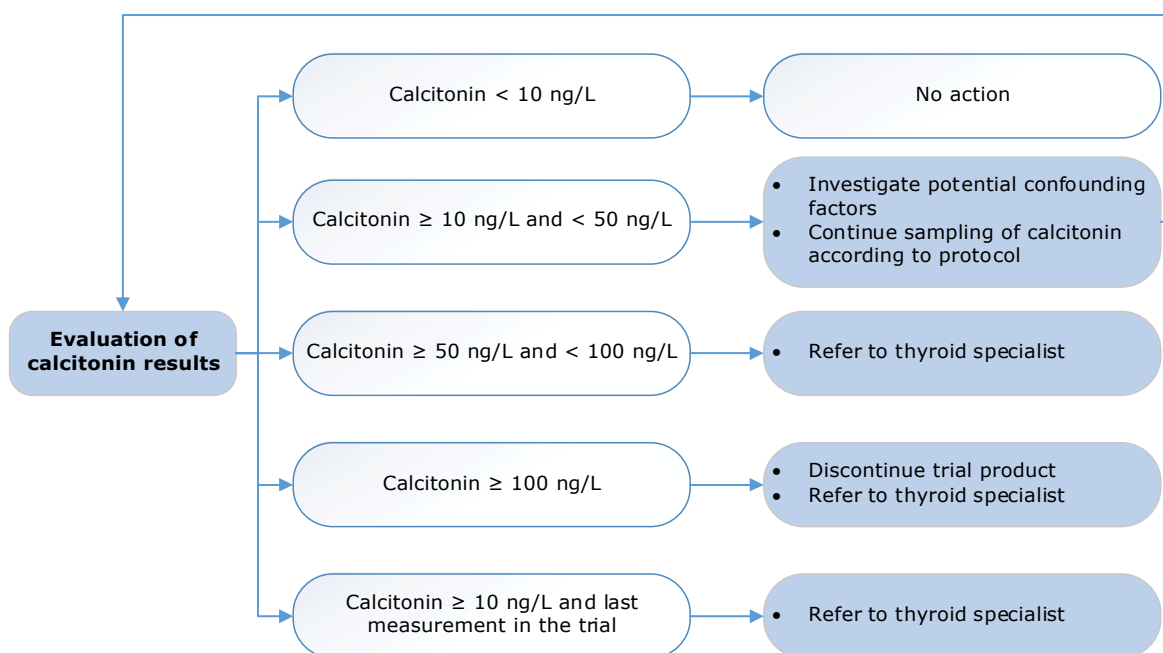 Calcitonin < 10 ng/L
No action
Calcitonin ≥ 10 ng/L and < 50 ng/L
• Investigate potential confounding
factors
• Continue sampling of calcitonin
according to protocol
Evaluation of
calcitonin results
Calcitonin ≥ 50 ng/L and < 100 ng/L
• Refer to thyroid specialist
Calcitonin ≥ 100 ng/L
• Discontinue trial product
• Refer to thyroid specialist
Calcitonin ≥ 10 ng/L and last
measurement in the trial
• Refer to thyroid specialist